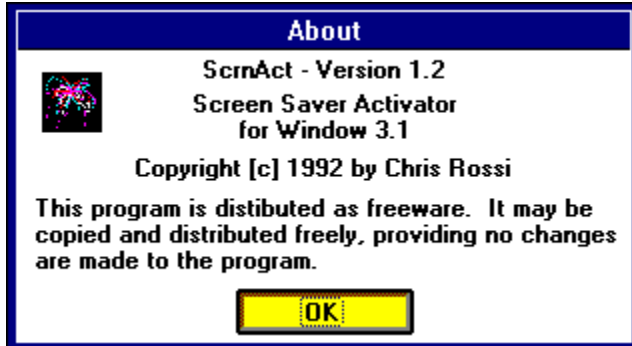 About
ScrnAct - Version 1.2
Screen Saver Activator
for Window 3.1
Copyright [c] 1992 by Chris Rossi
This program is distibuted as freeware. It may be
copied and distributed freely, providing no changes
are made to the program.
OK